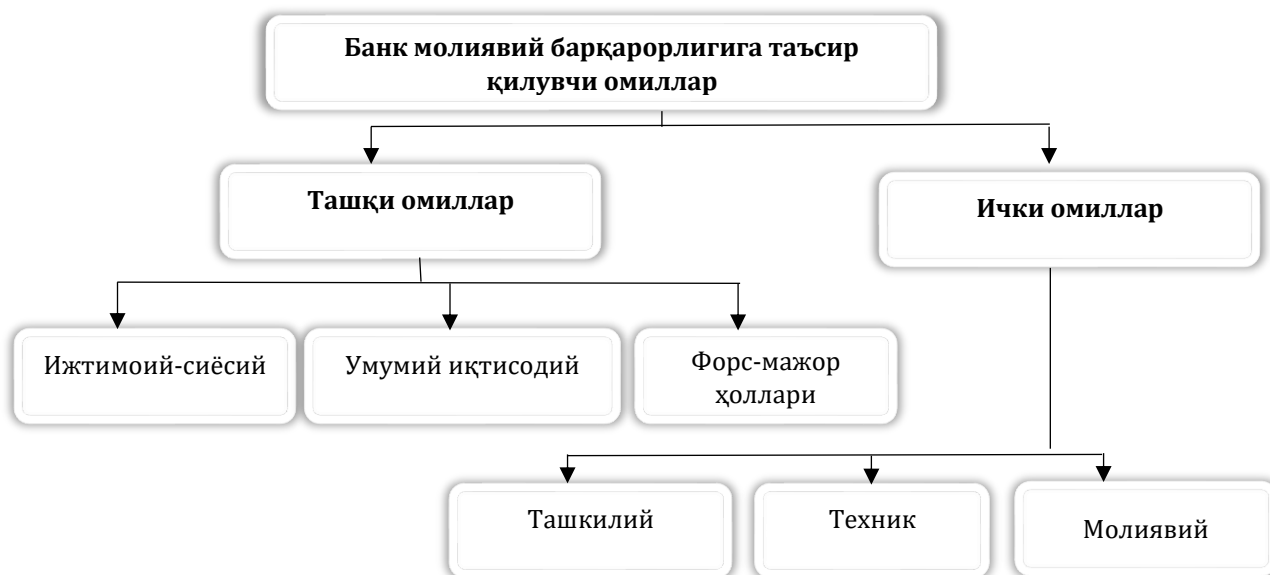 Банк молиявий барқарорлигига таъсир
қилувчи омиллар
Ташқи омиллар
Ички омиллар
Ижтимоий-сиёсий
Умумий иқтисодий
Форс-мажор
ҳоллари
Ташкилий
Техник
Молиявий